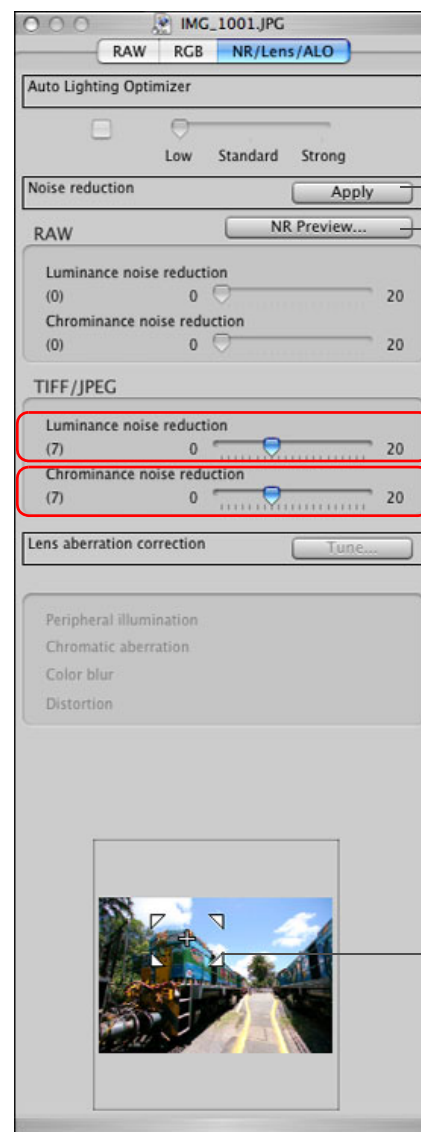 IMG_1001.JPG
RAW RGB NR/Lens/ALO
Auto Lighting Optimizer
Low Standard Strong
Noise reduction Apply
RAW NR Preview...
Luminance noise reduction
(0) 0 20
Chrominance noise reduction
(0) 0 20
TIFF/JPEG
Luminance noise reduction
(7) 0 20
Chrominance noise reduction
(7) 0 20
Lens aberration correction Tune...
Peripheral illumination
Chromatic aberration
Color blur
Distortion